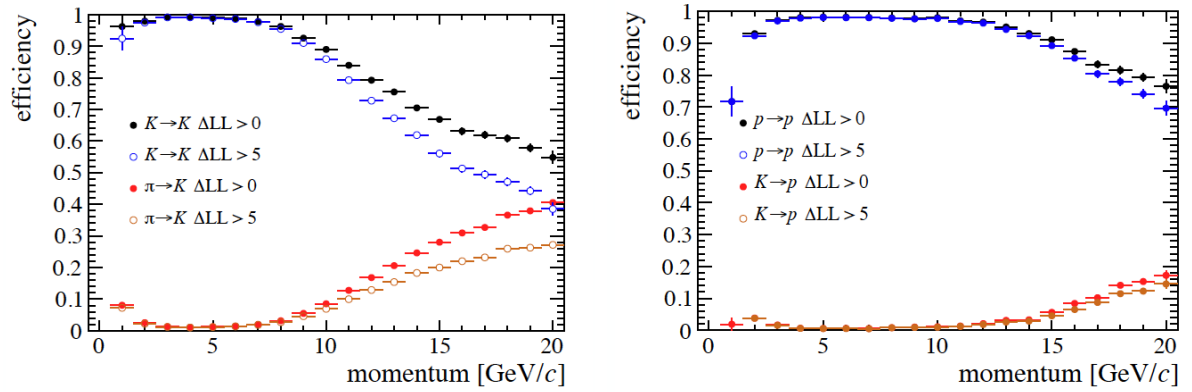 efficiency
1
0.9
0.8
0.7
0.6
0.5
0.4
0.3
0.2
0.1
0
K→K ΔLL > 0
K→K ΔLL > 5
π→K ΔLL > 0
π→K ΔLL > 5
0 5 10 15 20
momentum [GeV/c]
efficiency
1
0.9
0.8
0.7
0.6
0.5
0.4
0.3
0.2
0.1
0
p→p ΔLL > 0
p→p ΔLL > 5
K→p ΔLL > 0
K→p ΔLL > 5
0 5 10 15 20
momentum [GeV/c]